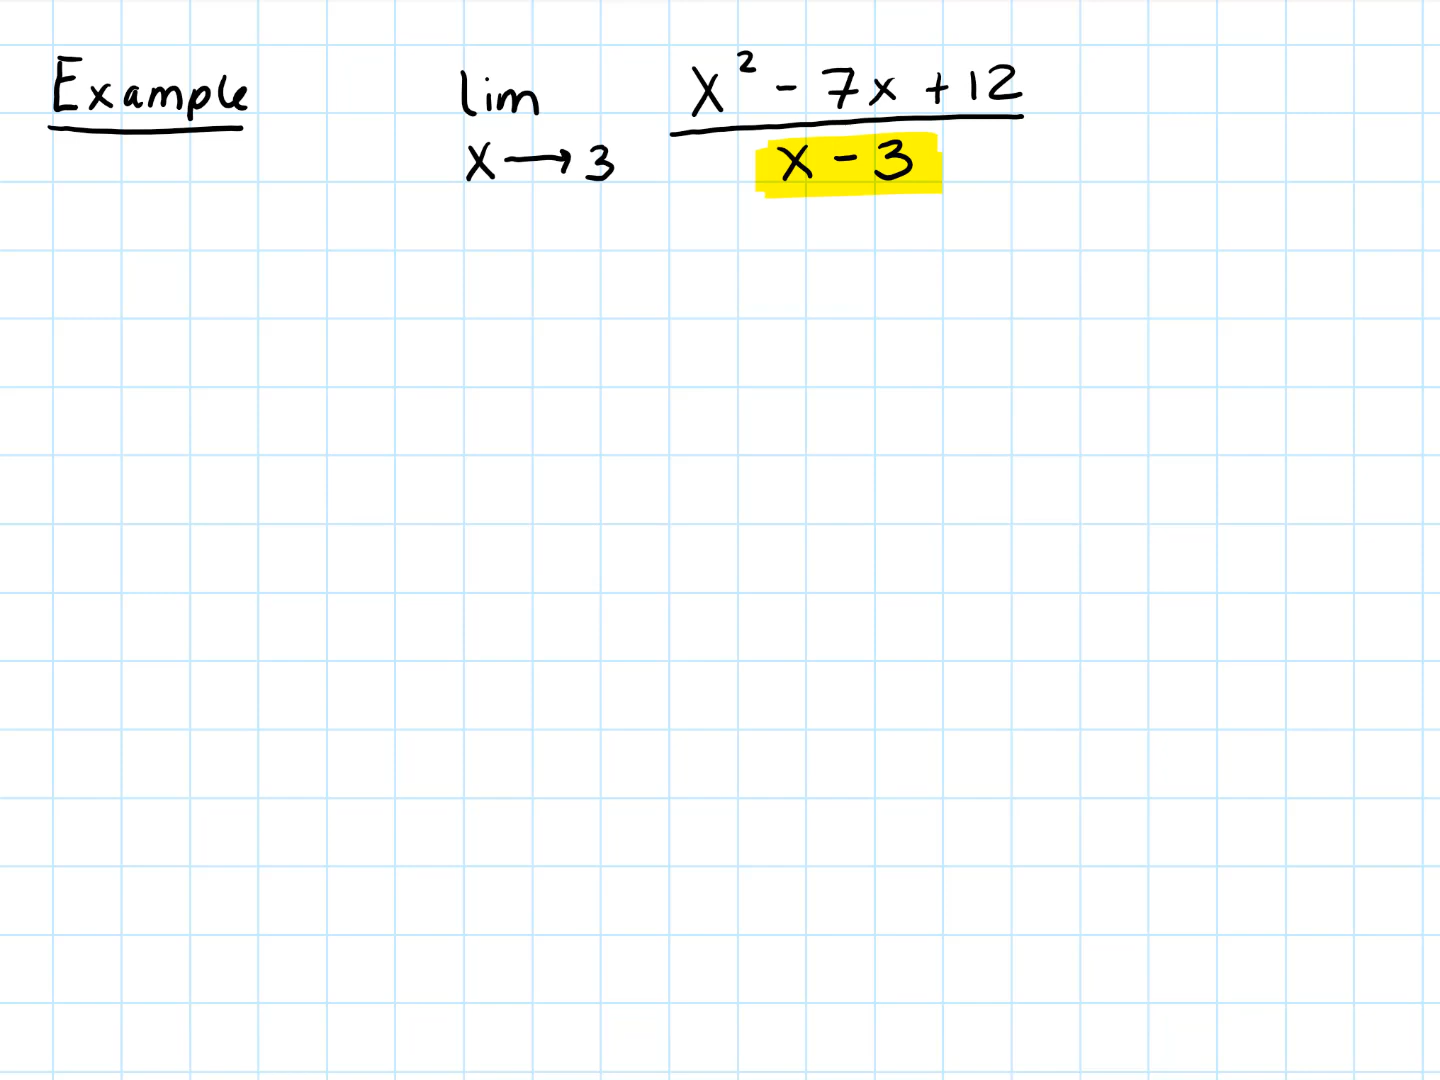 Example lim x² - 7x + 12
x → 3 x - 3